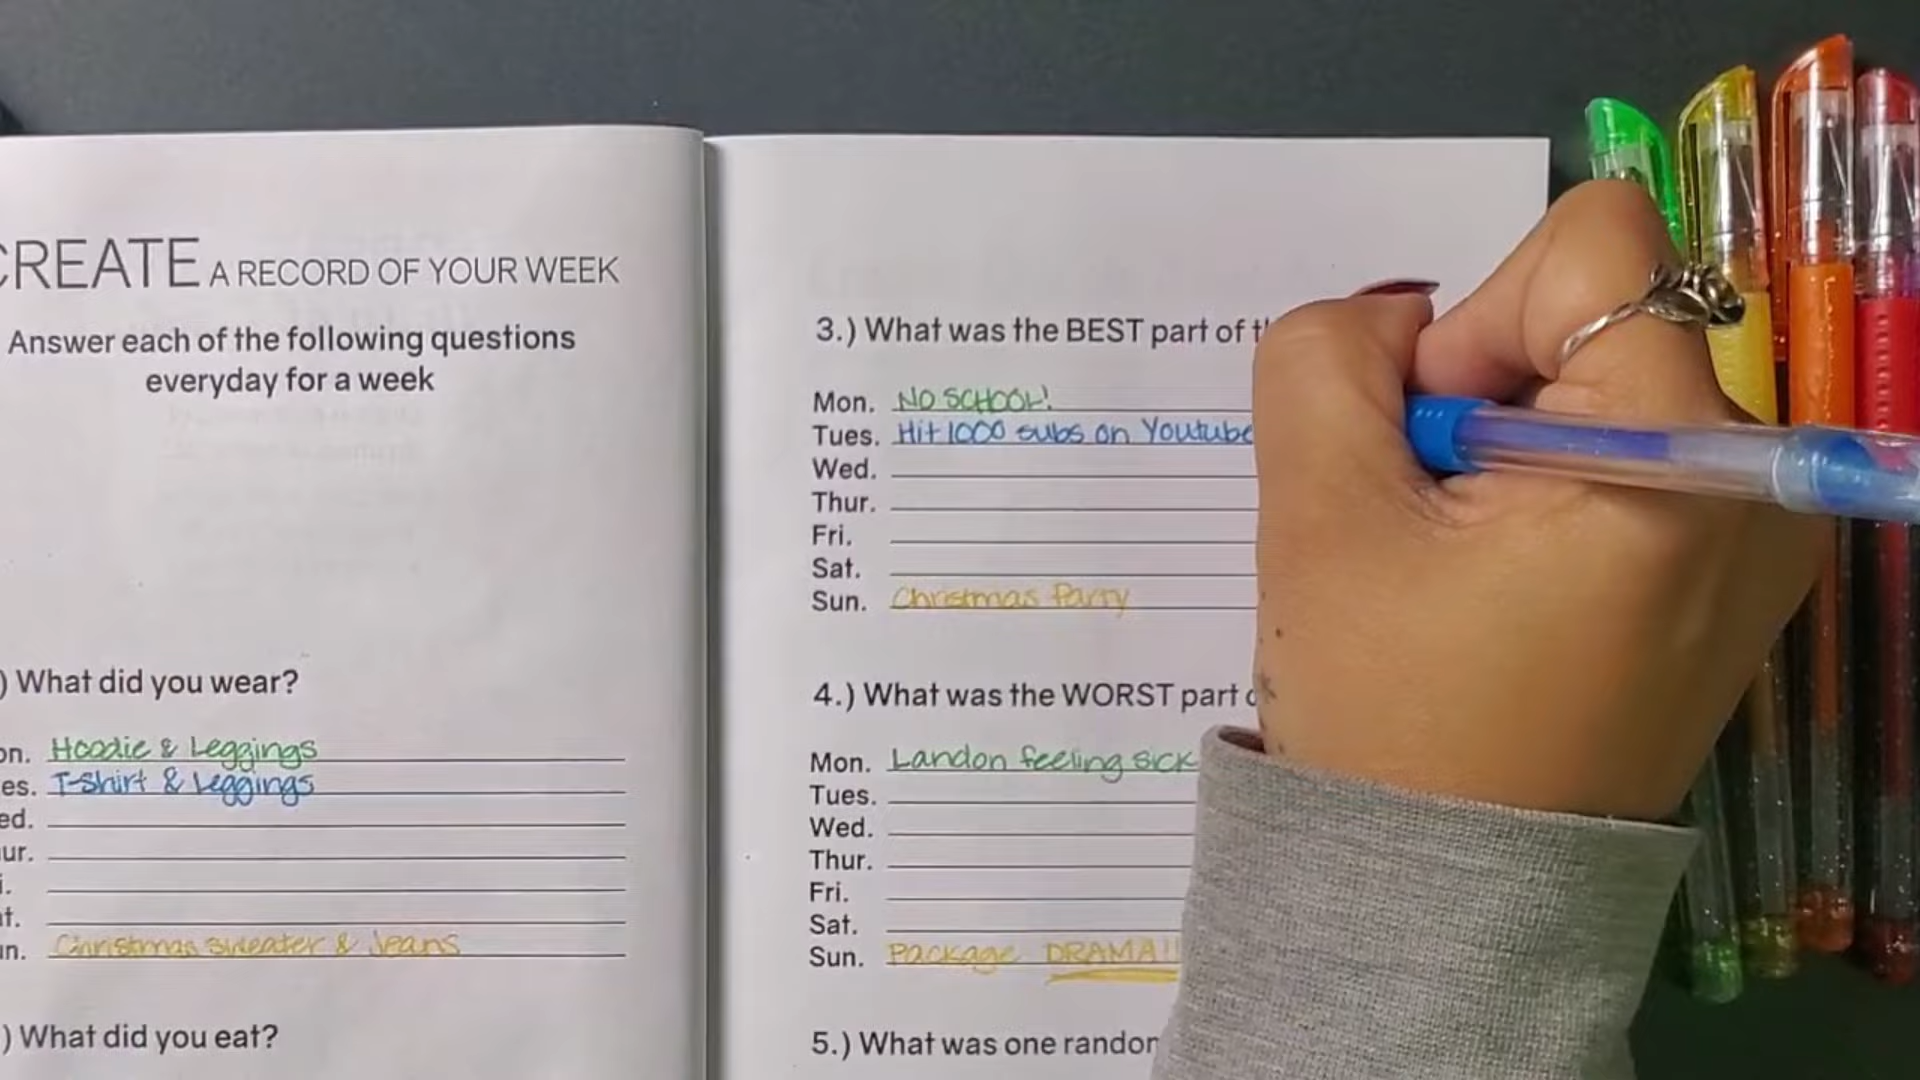 CREATE A RECORD OF YOUR WEEK
Answer each of the following questions
everyday for a week
) What did you wear?
on. Hoodie & Leggings
es. T-Shirt & Leggings
ed.
ur.
i.
at.
un. Christmas sweater & Jeans
) What did you eat?
3.) What was the BEST part of
Mon. NO SCHOOL!
Tues. Hit 1000 subs on Youtube
Wed.
Thur.
Fri.
Sat.
Sun. Christmas Party
4.) What was the WORST part
Mon. Landon feeling sick
Tues.
Wed.
Thur.
Fri.
Sat.
Sun. Package DRAMA!!
5.) What was one random